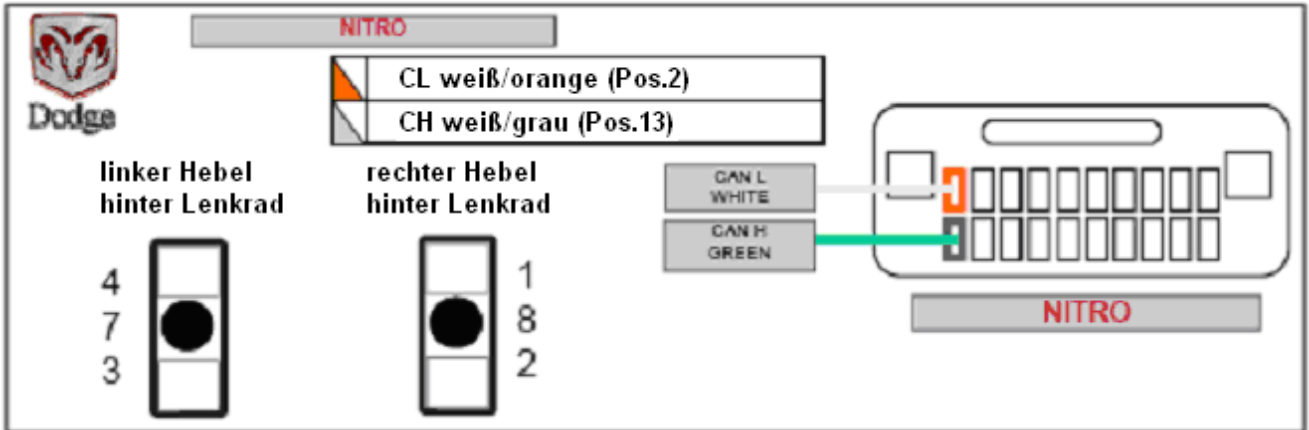 NITRO
Dodge
CL weiß/orange (Pos.2)
CH weiß/grau (Pos.13)
linker Hebel
hinter Lenkrad
rechter Hebel
hinter Lenkrad
CAN L
WHITE
CAN H
GREEN
4
7
3
1
8
2
NITRO